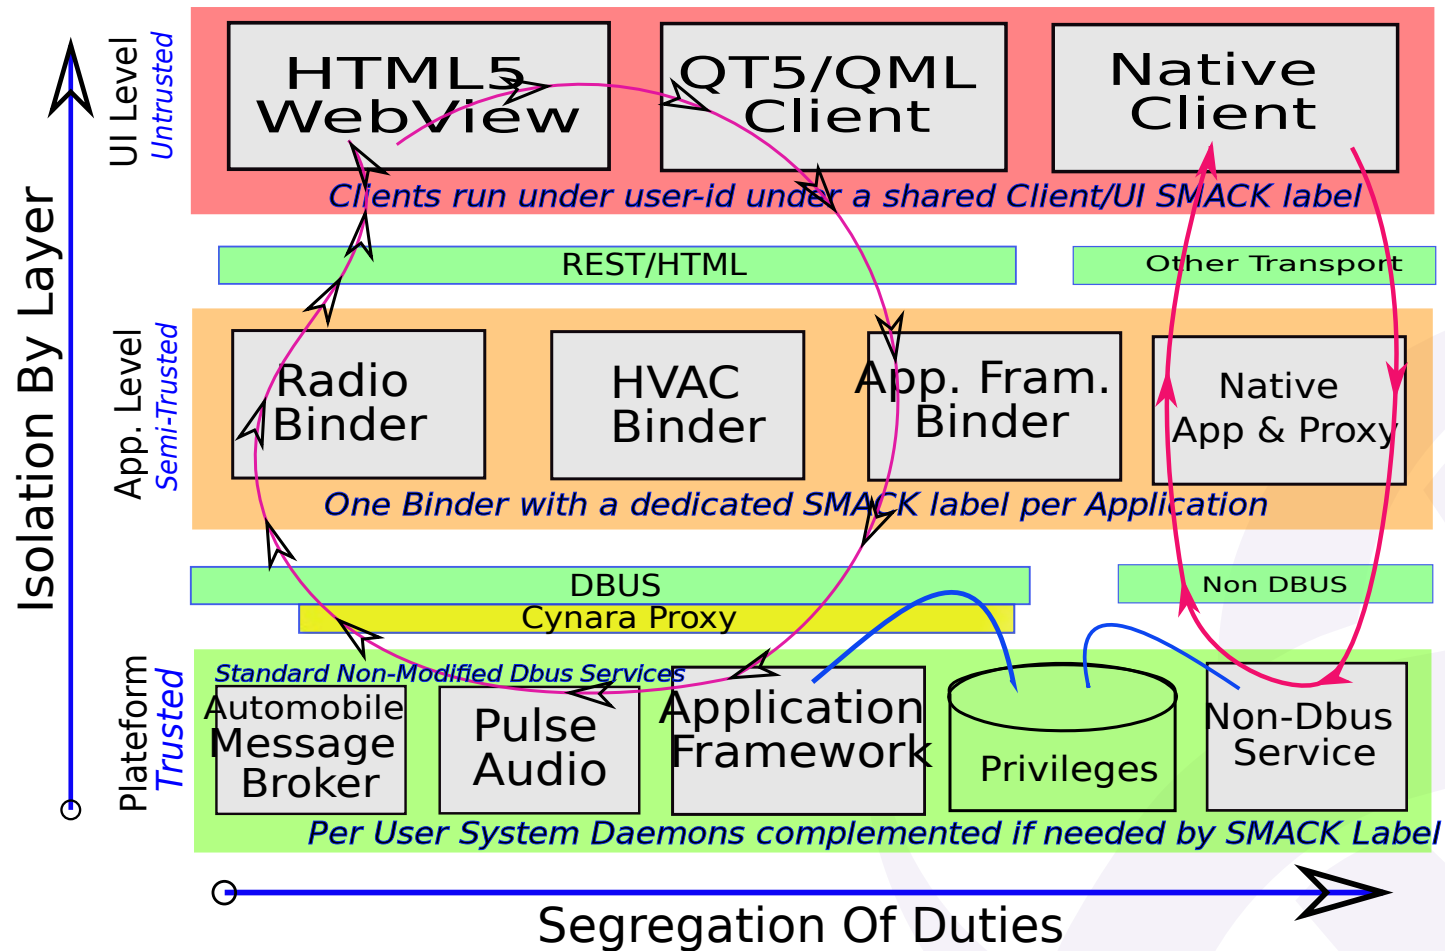 Isolation By Layer
UI Level
Untrusted
HTML5
WebView
QT5/QML
Client
Native
Client
Clients run under user-id under a shared Client/UI SMACK label
REST/HTML
Other Transport
App. Level
Semi-Trusted
Radio
Binder
HVAC
Binder
App. Fram.
Binder
Native
App & Proxy
One Binder with a dedicated SMACK label per Application
DBUS
Non DBUS
Cynara Proxy
Plateform
Trusted
Standard Non-Modified Dbus Services
Automobile
Message
Broker
Pulse
Audio
Application
Framework
Privileges
Non-Dbus
Service
Per User System Daemons complemented if needed by SMACK Label
Segregation Of Duties